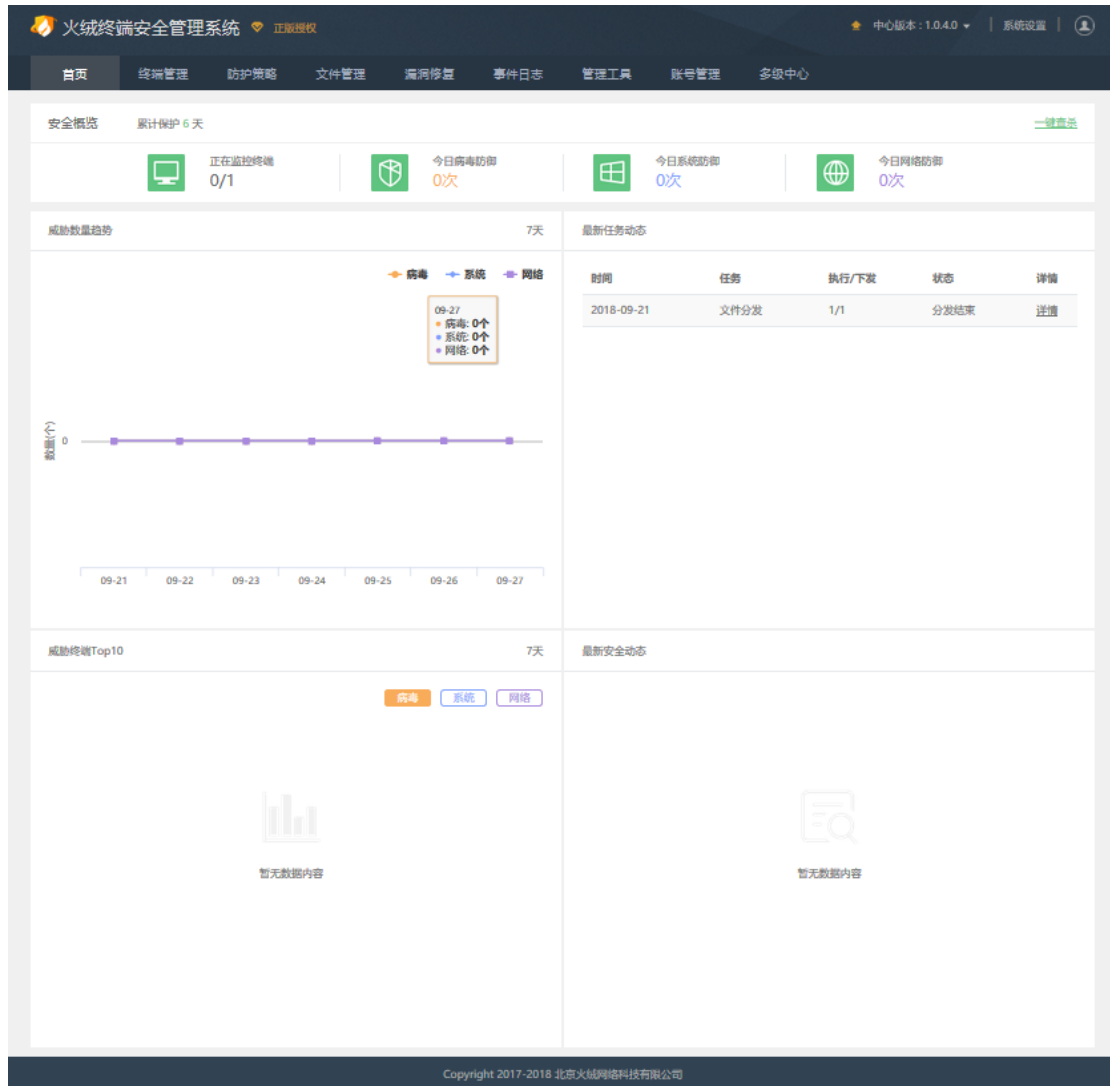 火绒终端安全管理系统 正版授权 中心版本 : 1.0.4.0 系统设置
首页 终端管理 防护策略 文件管理 漏洞修复 事件日志 管理工具 账号管理 多级中心
安全概览 累计保护 6 天 一键查杀
正在监控终端 今日病毒防御 今日系统防御 今日网络防御
0/1 0次 0次 0次
威胁数量趋势 7天
病毒 系统 网络
09-27
病毒: 0个
系统: 0个
网络: 0个
数量(个)
0
09-21 09-22 09-23 09-24 09-25 09-26 09-27
最新任务动态
时间 任务 执行/下发 状态 详情
2018-09-21 文件分发 1/1 分发结束 详情
威胁终端Top10 7天
病毒 系统 网络
暂无数据内容
最新安全动态
暂无数据内容
Copyright 2017-2018 北京火绒网络科技有限公司